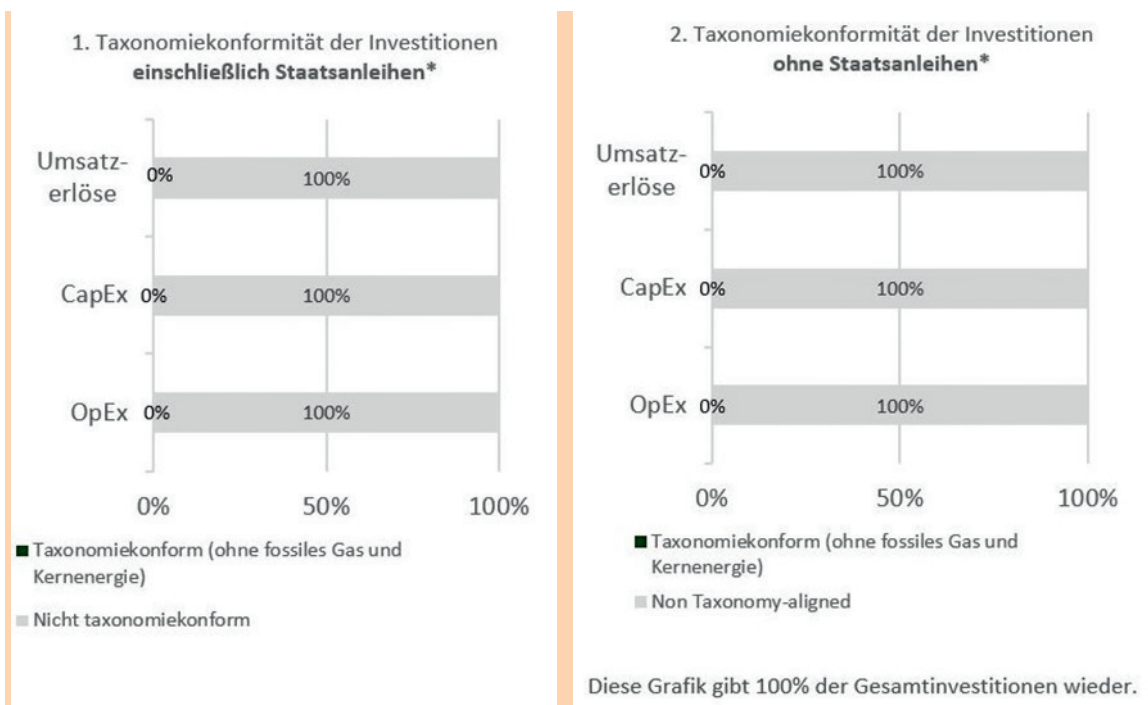 1. Taxonomiekonformität der Investitionen
einschließlich Staatsanleihen*
Umsatz-
erlöse
0%
100%
CapEx
0%
100%
OpEx
0%
100%
0%
50%
100%
Taxonomiekonform (ohne fossiles Gas und
Kernenergie)
Nicht taxonomiekonform
2. Taxonomiekonformität der Investitionen
ohne Staatsanleihen*
Umsatz-
erlöse
0%
100%
CapEx
0%
100%
OpEx
0%
100%
0%
50%
100%
Taxonomiekonform (ohne fossiles Gas und
Kernenergie)
Non Taxonomy-aligned
Diese Grafik gibt 100% der Gesamtinvestitionen wieder.